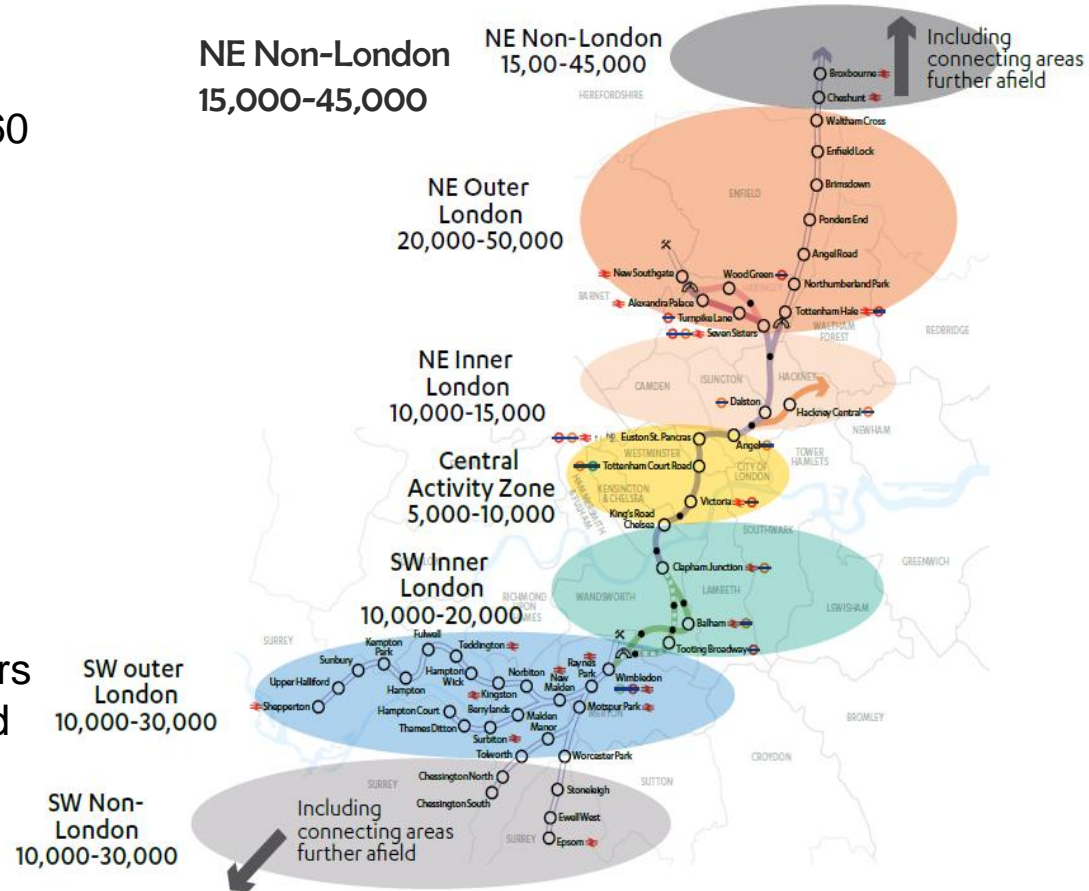 60
ers
d
NE Non-London
15,000-45,000
NE Non-London
15,00-45,000
Including
connecting areas
further afield
HEREFORDSHIRE
Broxbourne
Cheshunt
Waltham Cross
Enfield Lock
Brimsdown
Ponders End
Angel Road
Northumberland Park
Tottenham Hale
NE Outer
London
20,000-50,000
ENFIELD
New Southgate
Wood Green
HARINGEY
BARNET
Alexandra Palace
Turnpike Lane
Seven Sisters
WALTHAM
FOREST
REDBRIDGE
NE Inner
London
10,000-15,000
CAMDEN
ISLINGTON
HACKNEY
Dalston
Hackney Central
NEWHAM
Euston St. Pancras
Angel
WESTMINSTER
TOWER
HAMLETS
Central
Activity Zone
5,000-10,000
Tottenham Court Road
CITY OF
LONDON
KENSINGTON
& CHELSEA
HAMMERSMITH
& FULHAM
Victoria
King's Road
Chelsea
SOUTHWARK
SW Inner
London
10,000-20,000
Clapham Junction
GREENWICH
RICHMOND
UPON
WANDSWORTH
LAMBETH
LEWISHAM
Balham
Tooting Broadway
SURREY
SW outer
London
10,000-30,000
Fulwell
Kempton
Park
Teddington
Sunbury
Upper Halliford
Shepperton
Hampton
Hampton
Wick
Kingston
Norbiton
New
Malden
Raynes
Park
Wimbledon
Hampton Court
Berrylands
Thames Ditton
Surbiton
Malden
Manor
Motspur Park
MERTON
Tolworth
BROMLEY
CROYDON
SUTTON
Worcester Park
Chessington North
Chessington South
SURREY
Stoneleigh
Ewell West
Epsom
SURREY
SW Non-
London
10,000-30,000
Including
connecting areas
further afield